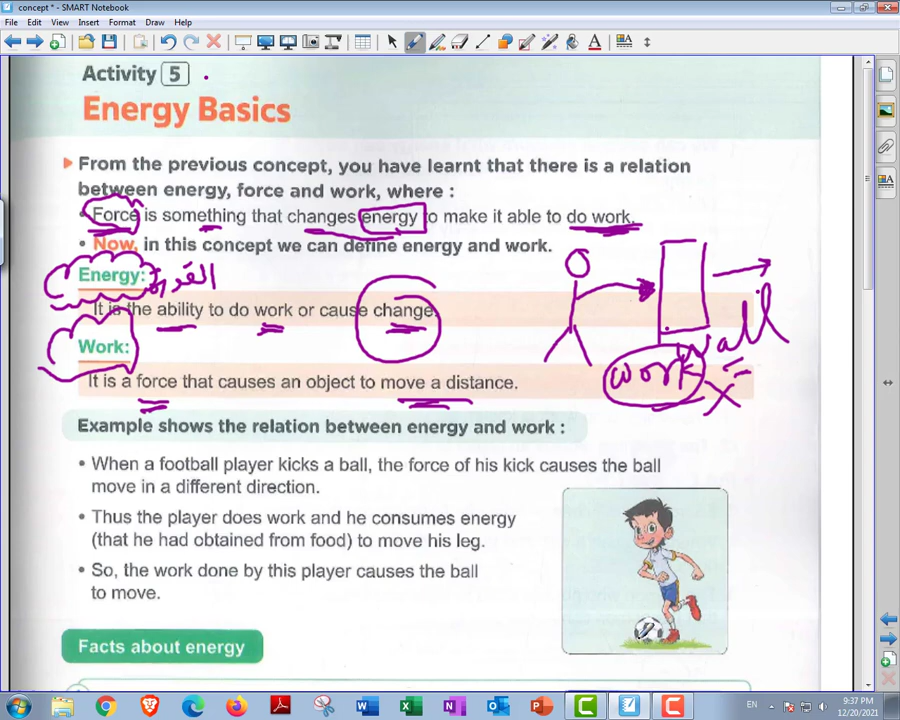 concept * - SMART Notebook
File Edit View Insert Format Draw Help
Activity 5
Energy Basics
From the previous concept, you have learnt that there is a relation
between energy, force and work, where :
• Force is something that changes energy to make it able to do work.
• Now, in this concept we can define energy and work.
Energy:
It is the ability to do work or cause change.
wall
Work:
work
It is a force that causes an object to move a distance.
Example shows the relation between energy and work :
• When a football player kicks a ball, the force of his kick causes the ball
move in a different direction.
• Thus the player does work and he consumes energy
(that he had obtained from food) to move his leg.
• So, the work done by this player causes the ball
to move.
Facts about energy
EN
9:37 PM
12/20/2021